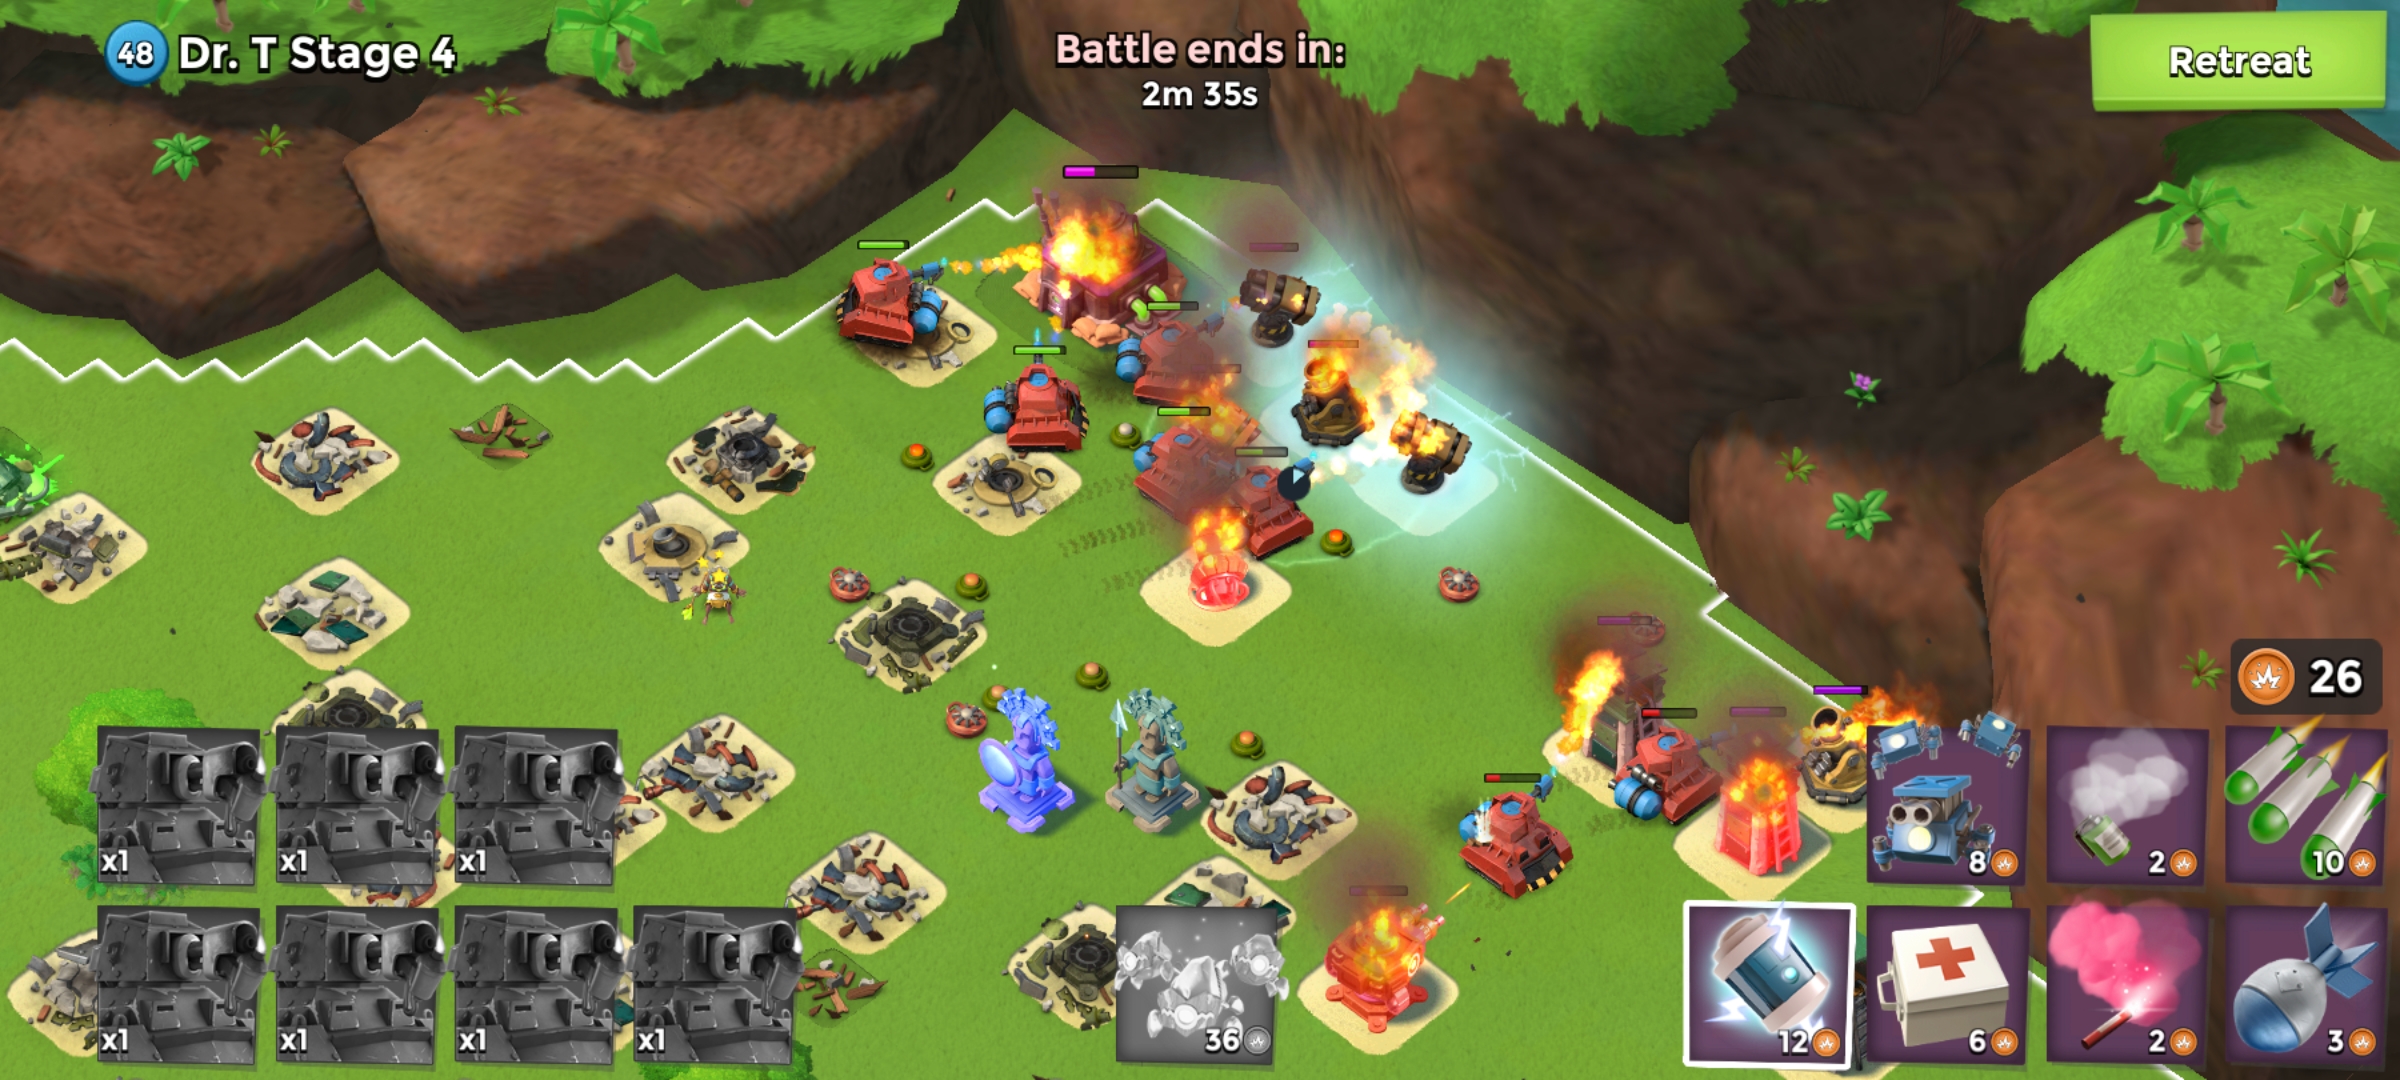 48 Dr. T Stage 4
Battle ends in:
2m 35s
Retreat
26
x1
x1
x1
8
2
10
x1
x1
x1
x1
36
12
6
2
3